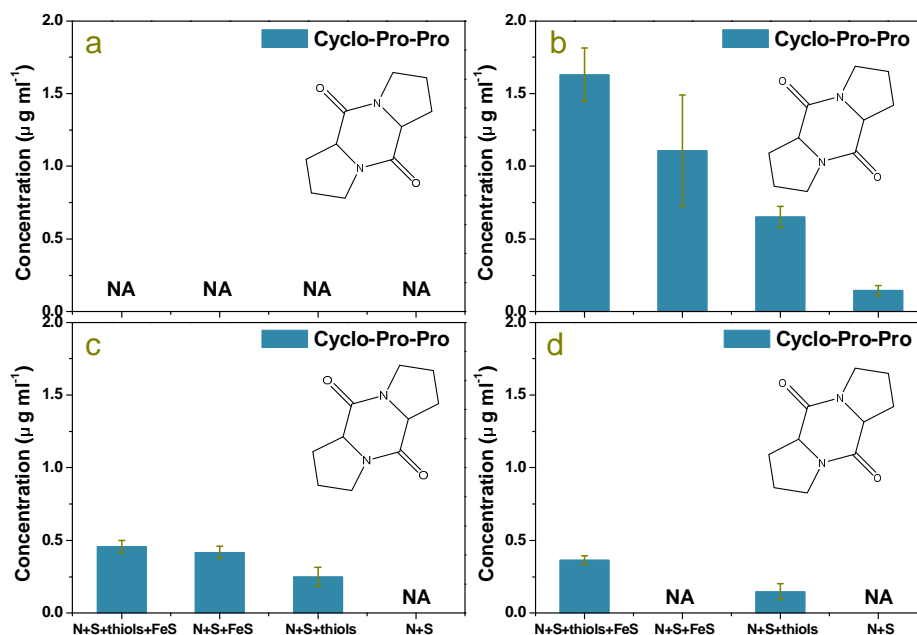 a
Cyclo-Pro-Pro
2.0
1.5
1.0
0.5
0.0
Concentration (μ g ml⁻¹)
O
N
N
O
NA NA NA NA
b
Cyclo-Pro-Pro
2.0
1.5
1.0
0.5
0.0
Concentration (μ g ml⁻¹)
O
N
N
O
c
Cyclo-Pro-Pro
2.0
1.5
1.0
0.5
0.0
Concentration (μ g ml⁻¹)
O
N
N
O
NA
N+S+thiols+FeS N+S+FeS N+S+thiols N+S
d
Cyclo-Pro-Pro
2.0
1.5
1.0
0.5
0.0
Concentration (μ g ml⁻¹)
O
N
N
O
NA NA
N+S+thiols+FeS N+S+FeS N+S+thiols N+S